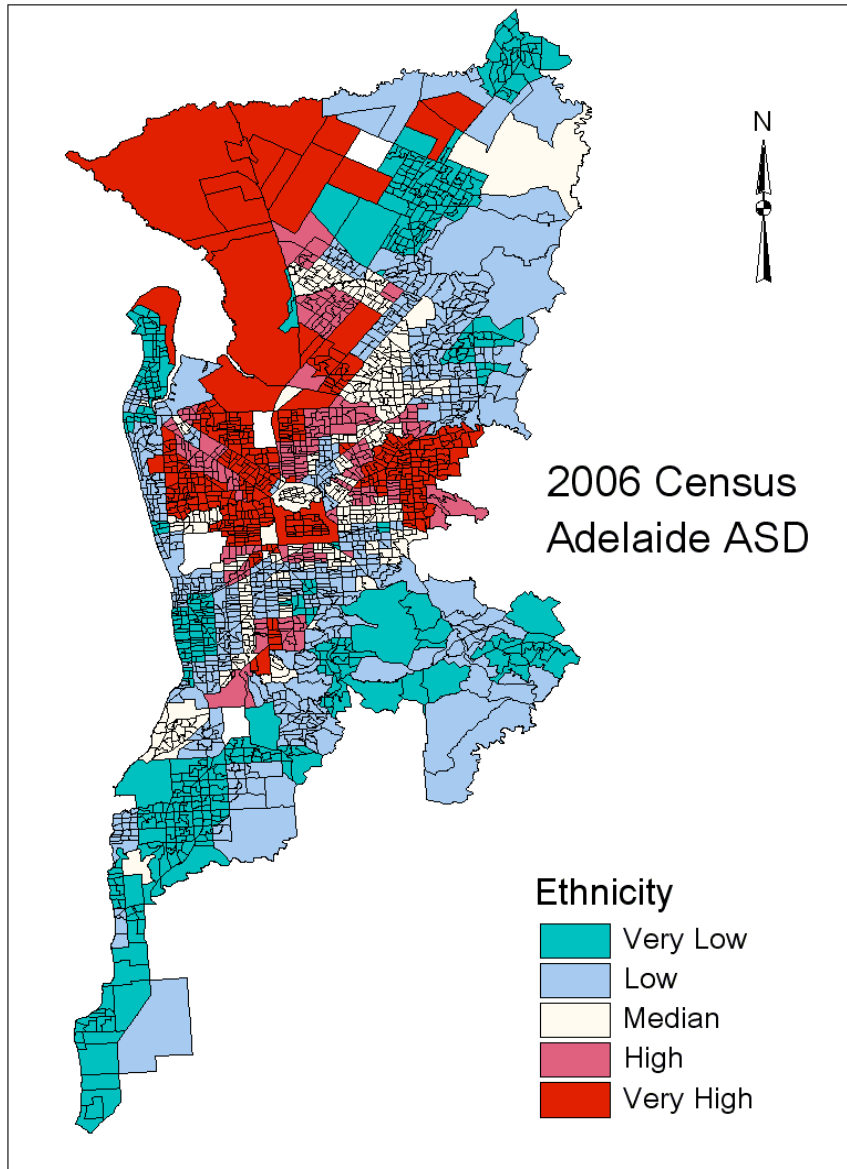 N
2006 Census
Adelaide ASD
Ethnicity
Very Low
Low
Median
High
Very High